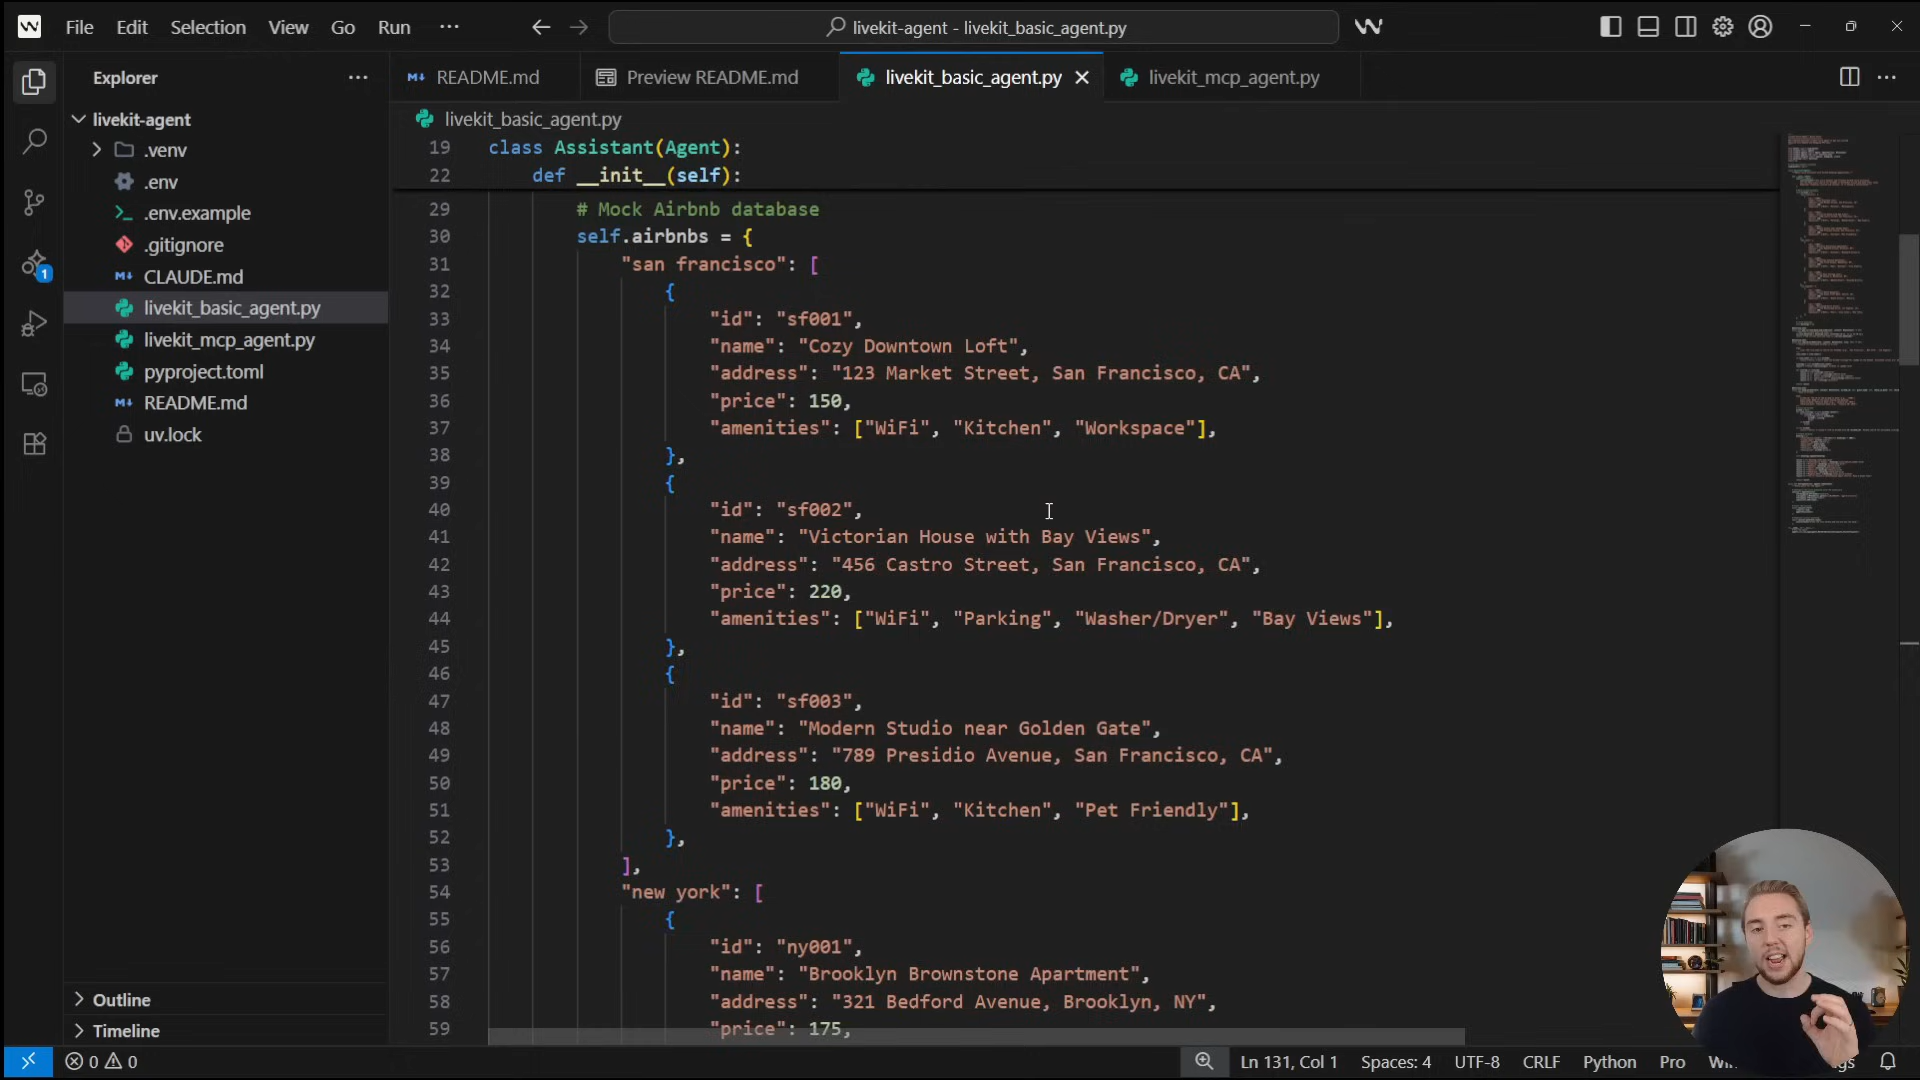 File Edit Selection View Go Run ···
livekit-agent - livekit_basic_agent.py
Explorer
README.md
Preview README.md
livekit_basic_agent.py
livekit_mcp_agent.py
livekit-agent
.venv
.env
.env.example
.gitignore
CLAUDE.md
livekit_basic_agent.py
livekit_mcp_agent.py
pyproject.toml
README.md
uv.lock
Outline
Timeline
1
livekit_basic_agent.py
19 class Assistant(Agent):
22 def __init__(self):
29 # Mock Airbnb database
30 self.airbnbs = {
31 "san francisco": [
32 {
33 "id": "sf001",
34 "name": "Cozy Downtown Loft",
35 "address": "123 Market Street, San Francisco, CA",
36 "price": 150,
37 "amenities": ["WiFi", "Kitchen", "Workspace"],
38 },
39 {
40 "id": "sf002",
41 "name": "Victorian House with Bay Views",
42 "address": "456 Castro Street, San Francisco, CA",
43 "price": 220,
44 "amenities": ["WiFi", "Parking", "Washer/Dryer", "Bay Views"],
45 },
46 {
47 "id": "sf003",
48 "name": "Modern Studio near Golden Gate",
49 "address": "789 Presidio Avenue, San Francisco, CA",
50 "price": 180,
51 "amenities": ["WiFi", "Kitchen", "Pet Friendly"],
52 },
53 ],
54 "new york": [
55 {
56 "id": "ny001",
57 "name": "Brooklyn Brownstone Apartment",
58 "address": "321 Bedford Avenue, Brooklyn, NY",
59 "price": 175,
0 0
Ln 131, Col 1 Spaces: 4 UTF-8 CRLF Python Pro